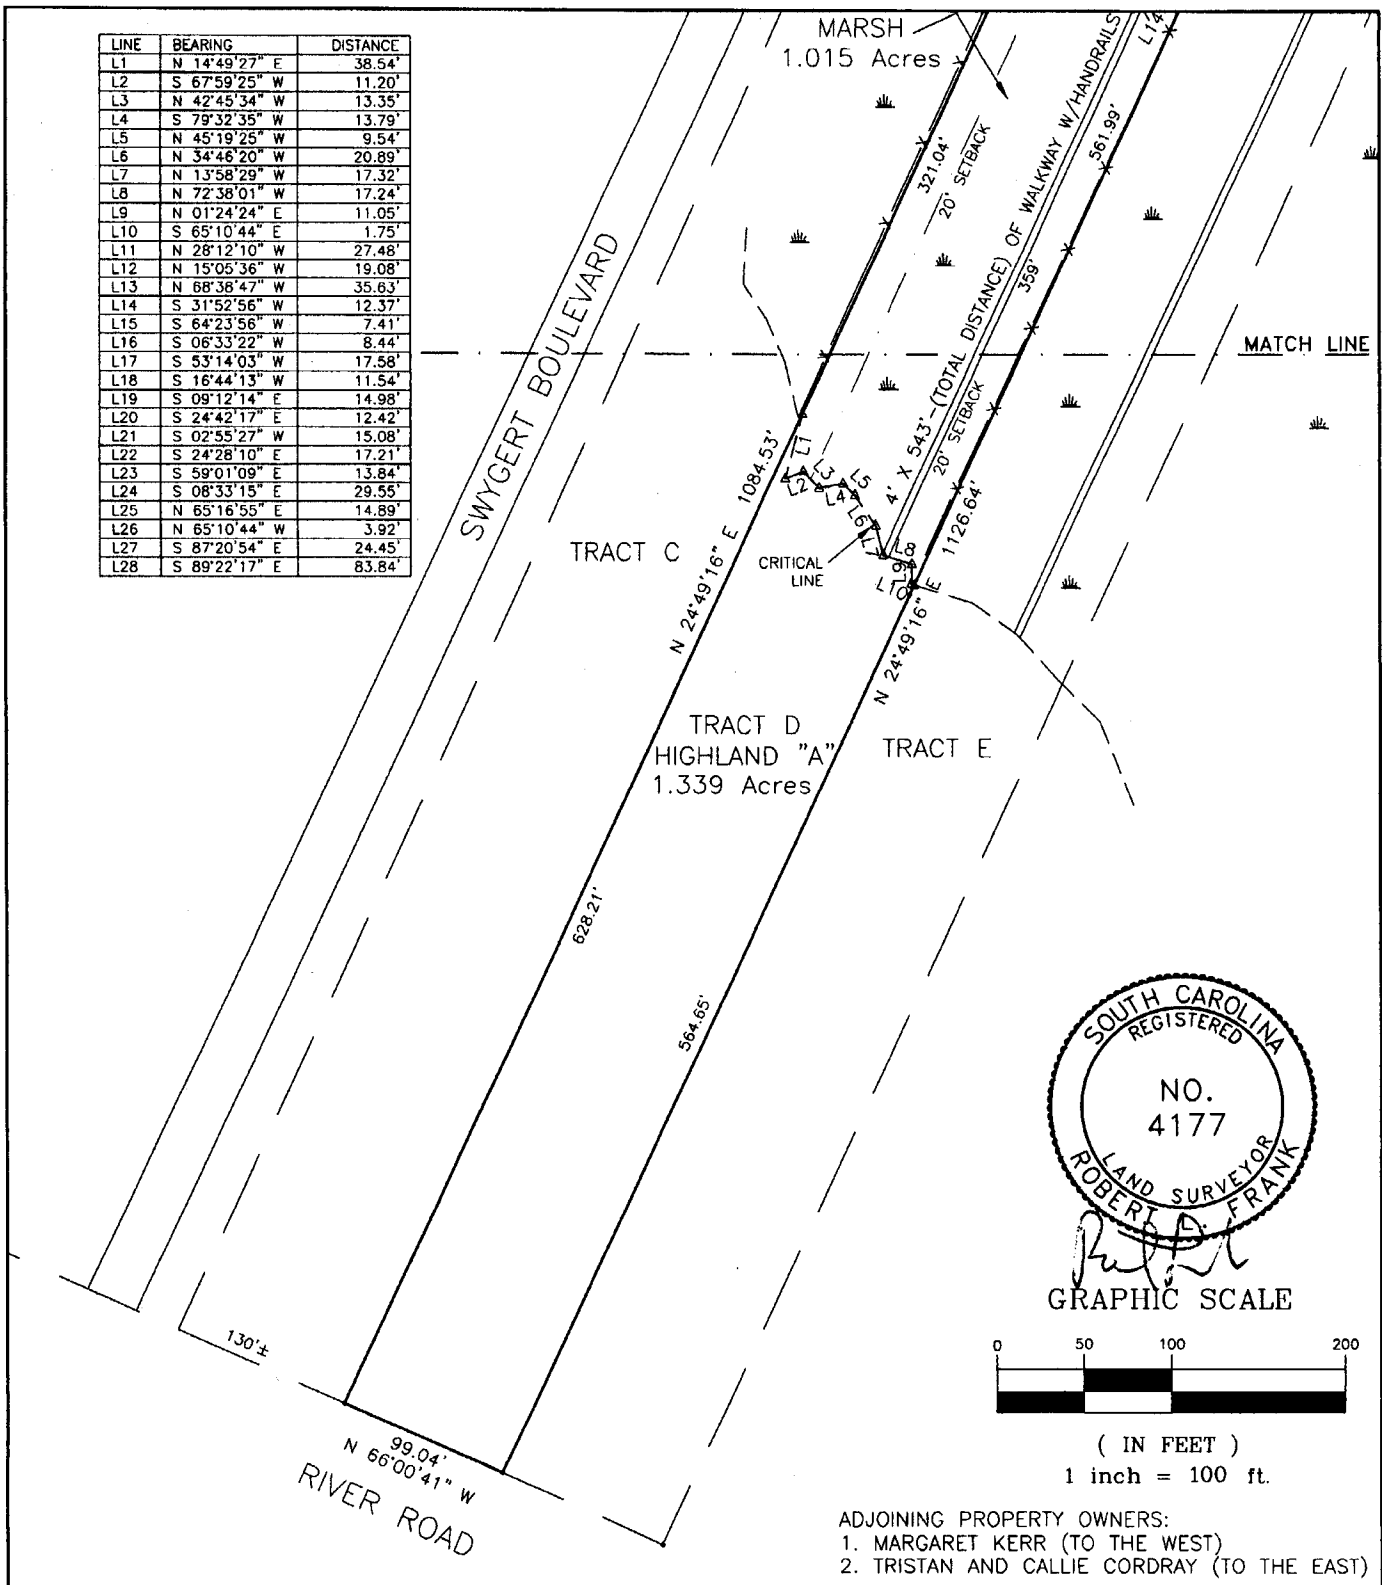 LINE BEARING DISTANCE
L1 N 14°49'27" E 38.54'
L2 S 67°59'25" W 11.20'
L3 N 42°45'34" W 13.35'
L4 S 79°32'35" W 13.79'
L5 N 45°19'25" W 9.54'
L6 N 34°46'20" W 20.89'
L7 N 13°58'29" W 17.32'
L8 N 72°38'01" W 17.24'
L9 N 01°24'24" E 11.05'
L10 S 65°10'44" E 1.75'
L11 N 28°12'10" W 27.48'
L12 N 15°05'36" W 19.08'
L13 N 68°38'47" W 35.63'
L14 S 31°52'56" W 12.37'
L15 S 64°23'56" W 7.41'
L16 S 06°33'22" W 8.44'
L17 S 53°14'03" W 17.58'
L18 S 16°44'13" W 11.54'
L19 S 09°12'14" E 14.98'
L20 S 24°42'17" E 12.42'
L21 S 02°55'27" W 15.08'
L22 S 24°28'10" E 17.21'
L23 S 59°01'09" E 13.84'
L24 S 08°33'15" E 29.55'
L25 N 65°16'55" E 14.89'
L26 N 65°10'44" W 3.92'
L27 S 87°20'54" E 24.45'
L28 S 89°22'17" E 83.84'
MARSH
1.015 Acres
L14
321.04'
20' SETBACK
4' X 543'-(TOTAL DISTANCE) OF WALKWAY W/HANDRAILS
561.99'
359'
MATCH LINE
SWYGERT BOULEVARD
20' SETBACK
L1
L2
L3
L4
L5
L6
L7
L8
L9
L10
CRITICAL
LINE
N 24°49'16" E 1084.53'
N 24°49'16" E 1126.64'
TRACT C
TRACT D
HIGHLAND "A"
1.339 Acres
TRACT E
628.21'
564.65'
130'±
99.04'
N 66°00'41" W
RIVER ROAD
SOUTH CAROLINA
REGISTERED
NO.
4177
LAND SURVEYOR
ROBERT L. FRANK
GRAPHIC SCALE
0 50 100 200
( IN FEET )
1 inch = 100 ft.
ADJOINING PROPERTY OWNERS:
1. MARGARET KERR (TO THE WEST)
2. TRISTAN AND CALLIE CORDRAY (TO THE EAST)